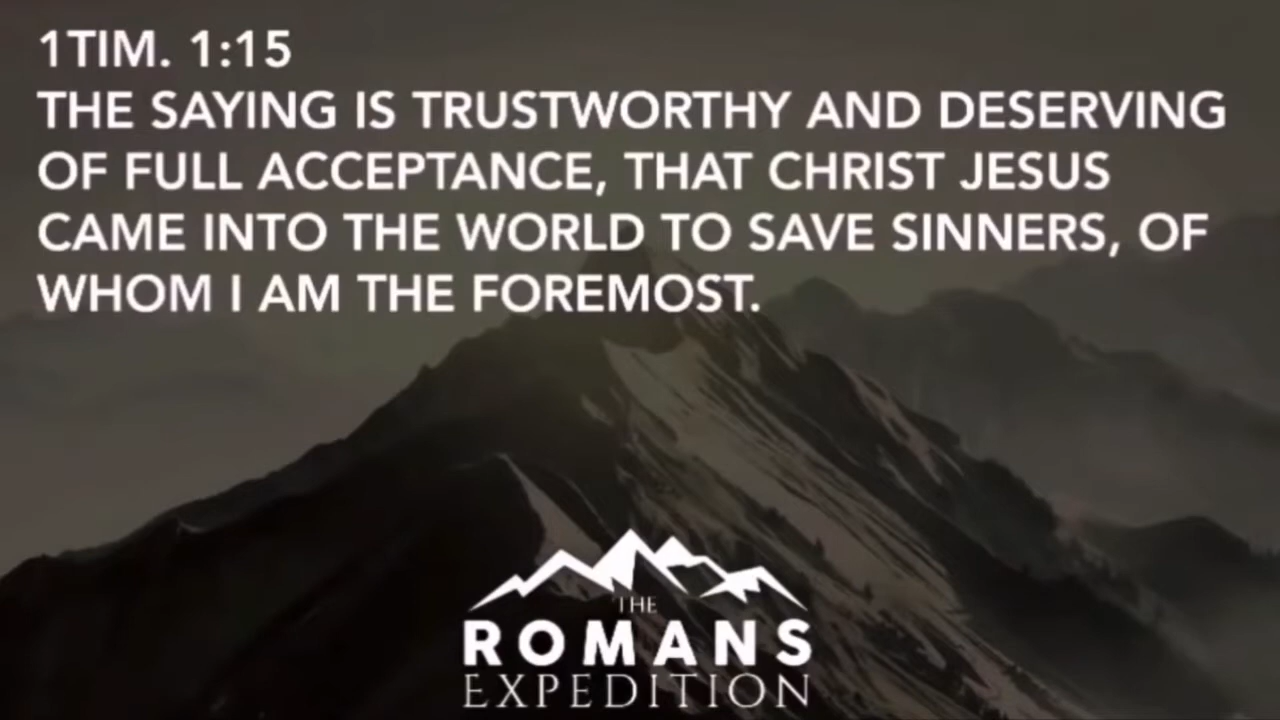 1TIM. 1:15
THE SAYING IS TRUSTWORTHY AND DESERVING
OF FULL ACCEPTANCE, THAT CHRIST JESUS
CAME INTO THE WORLD TO SAVE SINNERS, OF
WHOM I AM THE FOREMOST.
THE
ROMANS
EXPEDITION